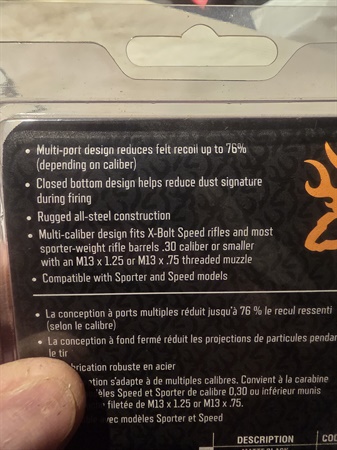 • Multi-port design reduces felt recoil up to 76%
(depending on caliber)
• Closed bottom design helps reduce dust signature
during firing
• Rugged all-steel construction
• Multi-caliber design fits X-Bolt Speed rifles and most
sporter-weight rifle barrels .30 caliber or smaller
with an M13 x 1.25 or M13 x .75 threaded muzzle
• Compatible with Sporter and Speed models
• La conception à ports multiples réduit jusqu'à 76 % le recul ressenti
(selon le calibre)
• La conception à fond fermé réduit les projections de particules
le tir
robuste en acier
s'adapte à de multiples calibres. Convient à la carabine
Speed et Sporter de calibre 0,30 ou inférieur munis
filetée de M13 x 1.25 or M13 x .75.
avec modèles Sporter et Speed
DESCRIPTION